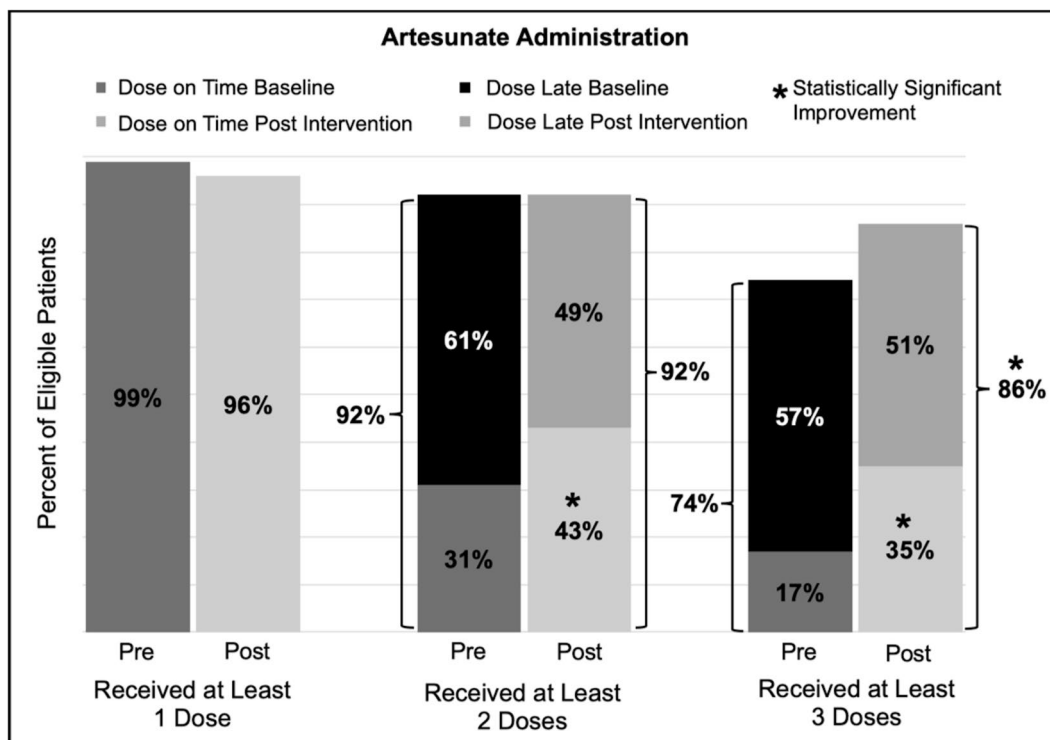 Artesunate Administration
Dose on Time Baseline
Dose Late Baseline
* Statistically Significant
Improvement
Dose on Time Post Intervention
Dose Late Post Intervention
Percent of Eligible Patients
99%
96%
92%
61%
31%
49%
*
43%
92%
74%
57%
17%
51%
*
35%
*
86%
Pre
Post
Pre
Post
Pre
Post
Received at Least
1 Dose
Received at Least
2 Doses
Received at Least
3 Doses